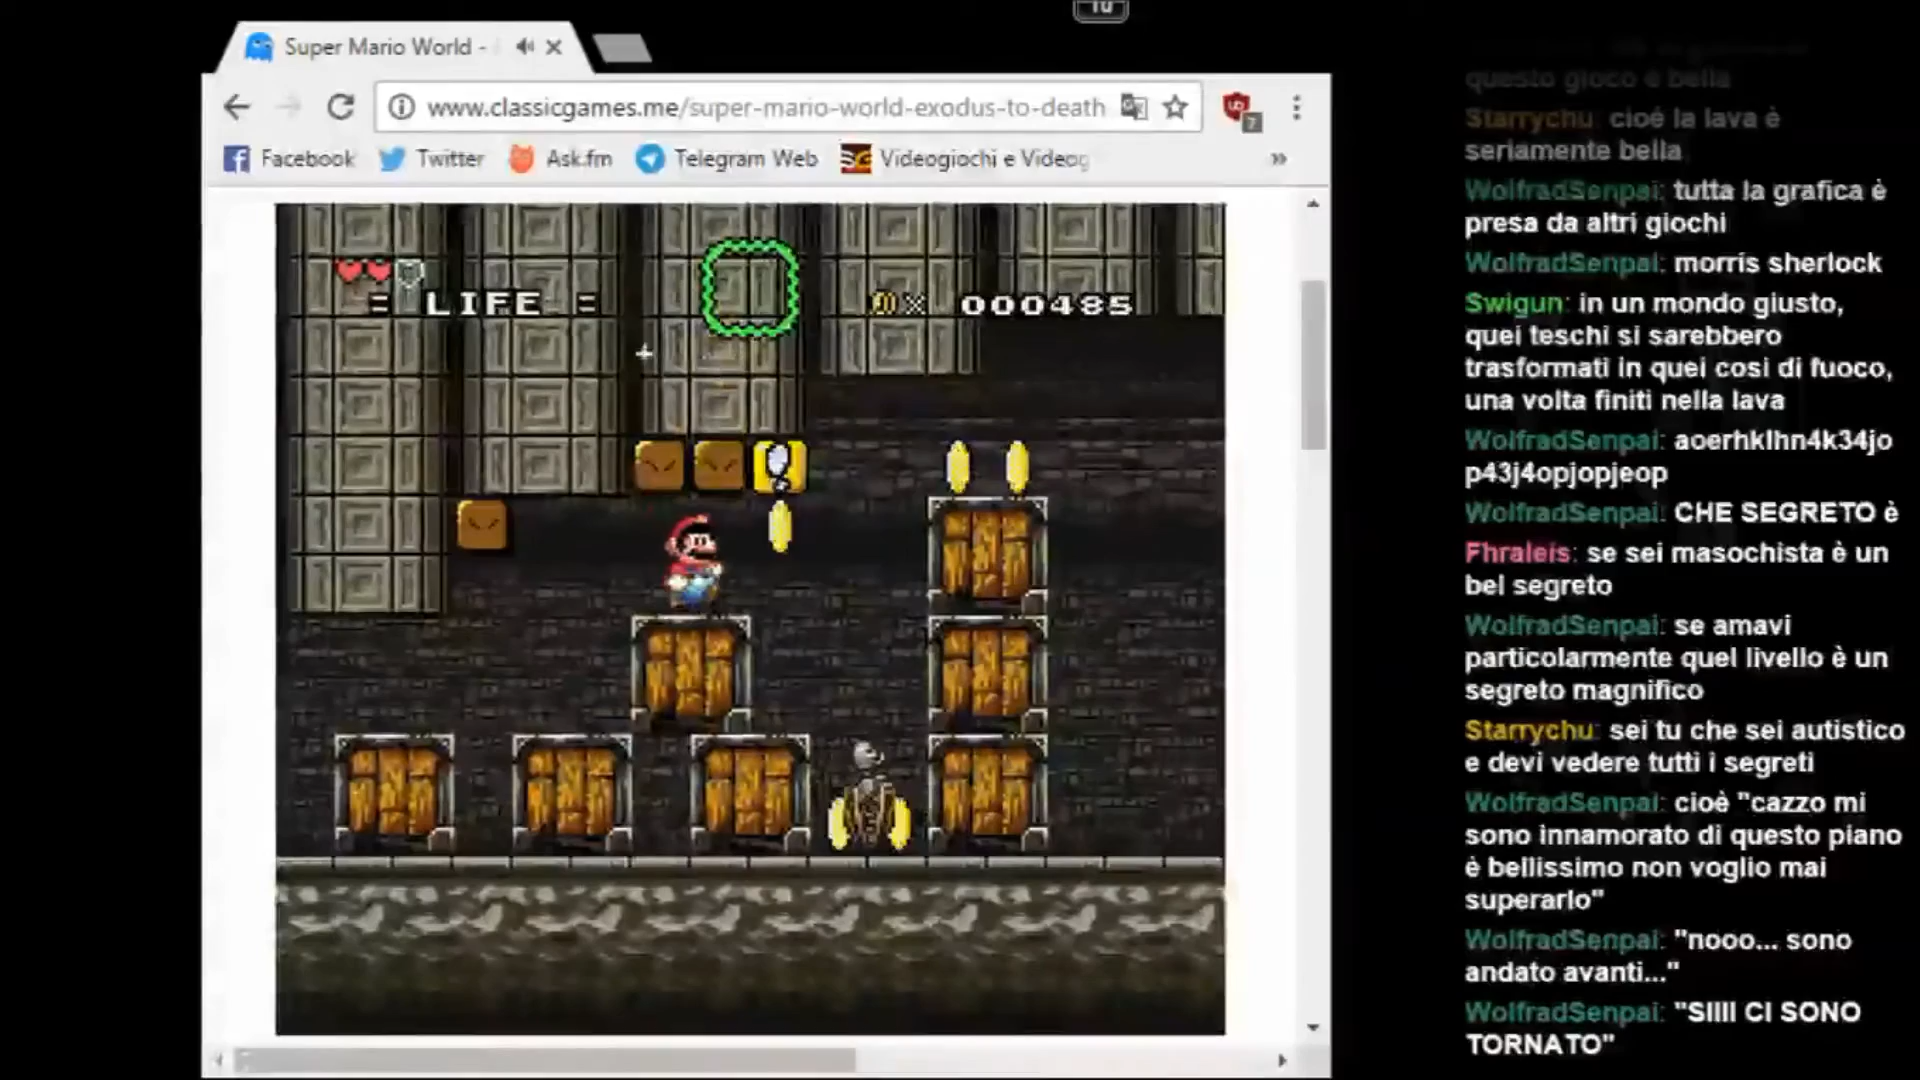 10
Super Mario World -
www.classicgames.me/super-mario-world-exodus-to-death
Facebook Twitter Ask.fm Telegram Web Videogiochi e Videog »
= LIFE = x 000485
questo gioco è bella
Starrychu: cioé la lava è
seriamente bella
WolfradSenpai: tutta la grafica è
presa da altri giochi
WolfradSenpai: morris sherlock
Swigun: in un mondo giusto,
quei teschi si sarebbero
trasformati in quei cosi di fuoco,
una volta finiti nella lava
WolfradSenpai: aoerhklhn4k34jo
p43j4opjopjeop
WolfradSenpai: CHE SEGRETO è
Fhraleis: se sei masochista è un
bel segreto
WolfradSenpai: se amavi
particolarmente quel livello è un
segreto magnifico
Starrychu: sei tu che sei autistico
e devi vedere tutti i segreti
WolfradSenpai: cioè "cazzo mi
sono innamorato di questo piano
è bellissimo non voglio mai
superarlo"
WolfradSenpai: "nooo... sono
andato avanti..."
WolfradSenpai: "SIIII CI SONO
TORNATO"